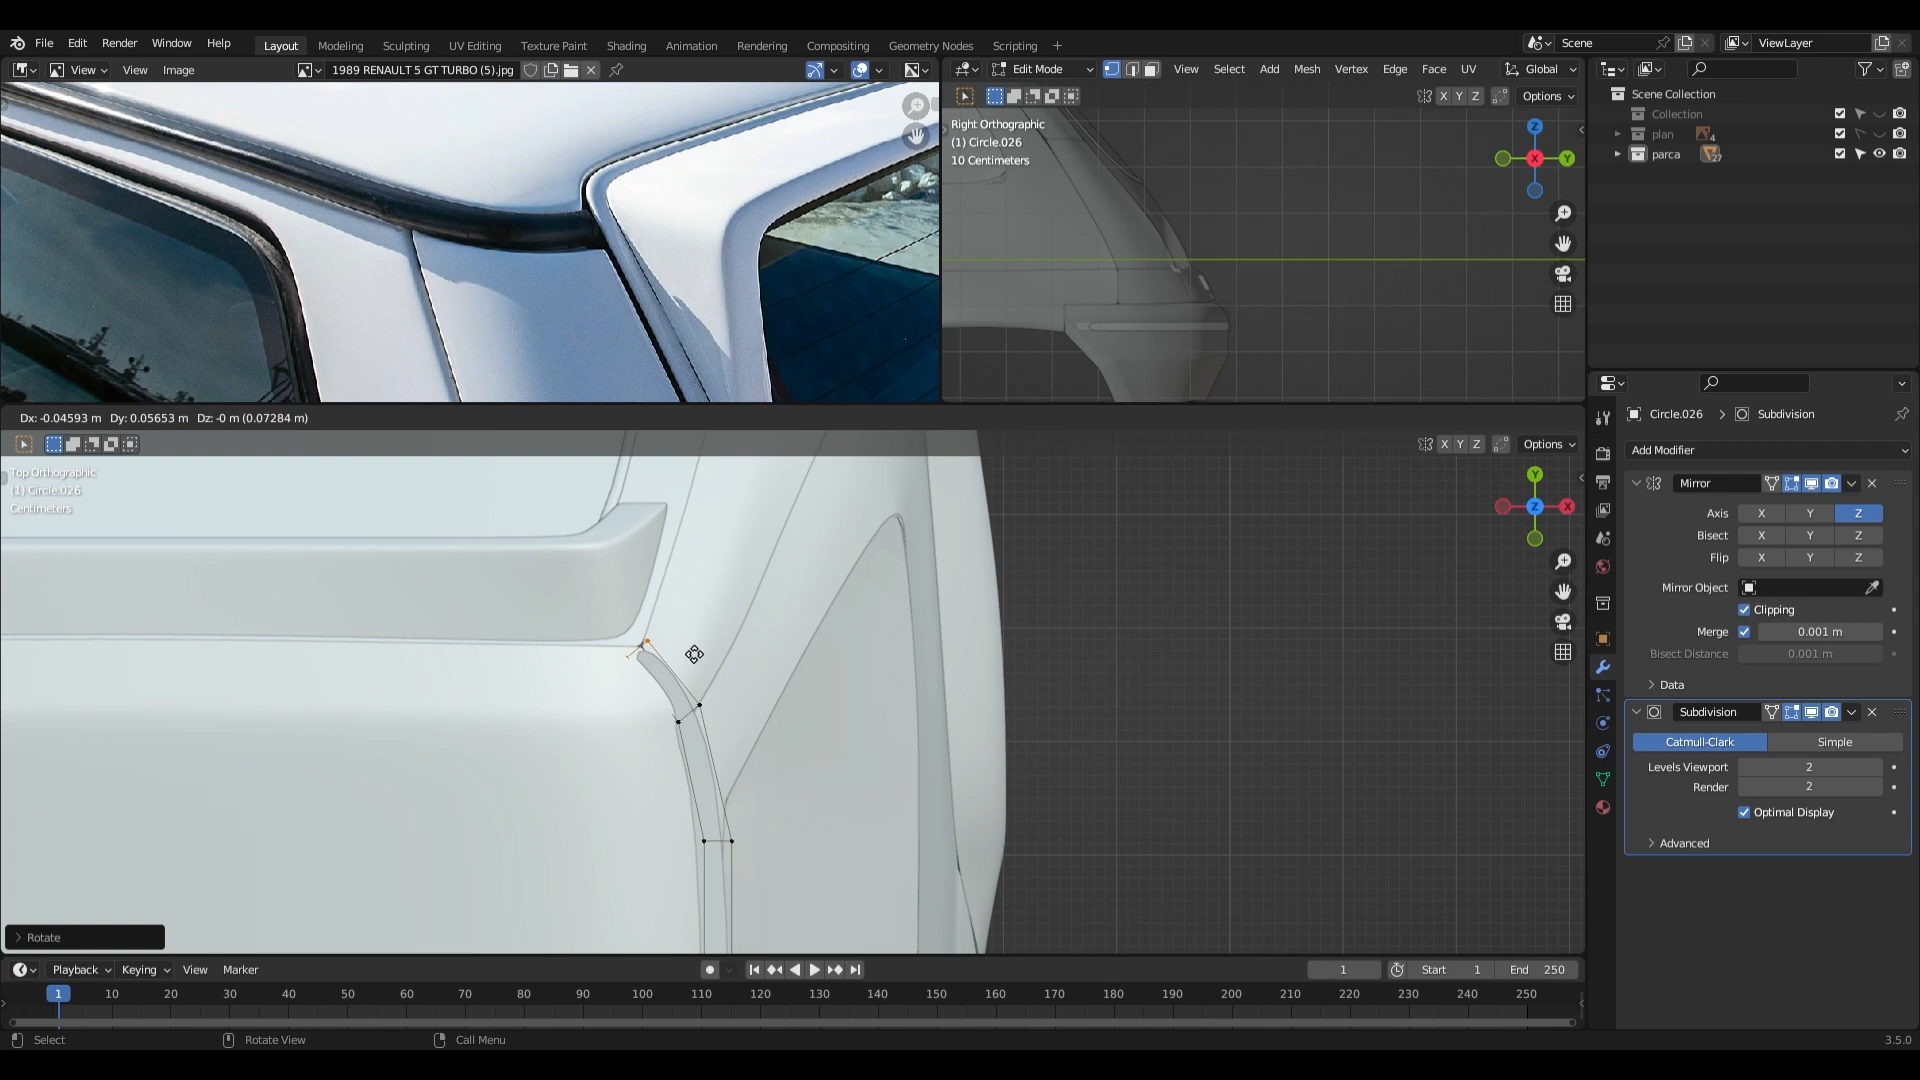 File Edit Render Window Help
Layout Modeling Sculpting UV Editing Texture Paint Shading Animation Rendering Compositing Geometry Nodes Scripting +
Scene
ViewLayer
View View Image
1989 RENAULT 5 GT TURBO (5).jpg
Edit Mode
View Select Add Mesh Vertex Edge Face UV
Global
X Y Z
Options
Right Orthographic
(1) Circle.026
10 Centimeters
Z
X
Y
Scene Collection
Collection
plan 4
parca 27
Dx: -0.04593 m Dy: 0.05653 m Dz: -0 m (0.07284 m)
X Y Z
Options
Top Orthographic
(1) Circle.026
Centimeters
Y
Z
X
Rotate
Circle.026 > Subdivision
Add Modifier
Mirror
Axis X Y Z
Bisect X Y Z
Flip X Y Z
Mirror Object
Clipping
Merge 0.001 m
Bisect Distance 0.001 m
Data
Subdivision
Catmull-Clark Simple
Levels Viewport 2
Render 2
Optimal Display
Advanced
Playback Keying View Marker
1 Start 1 End 250
1 10 20 30 40 50 60 70 80 90 100 110 120 130 140 150 160 170 180 190 200 210 220 230 240 250
Select Rotate View Call Menu
3.5.0